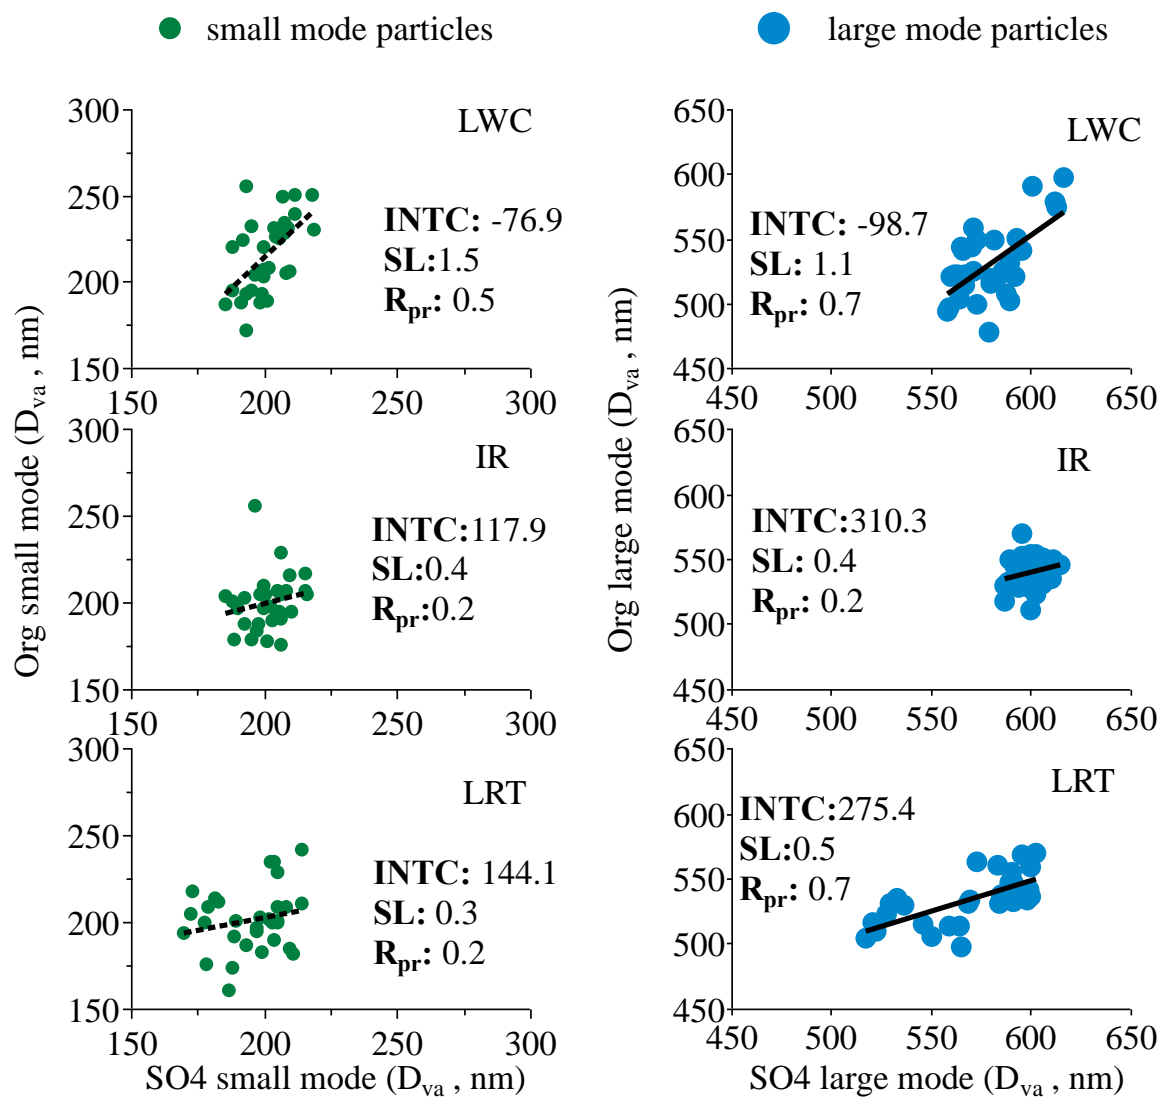 small mode particles
large mode particles
Org small mode (Dva , nm)
300
250
200
150
LWC
INTC: -76.9
SL:1.5
Rpr: 0.5
150 200 250 300
Org large mode (Dva , nm)
650
600
550
500
450
LWC
INTC: -98.7
SL: 1.1
Rpr: 0.7
450 500 550 600 650
300
250
200
150
IR
INTC:117.9
SL:0.4
Rpr:0.2
150 200 250 300
650
600
550
500
450
IR
INTC:310.3
SL: 0.4
Rpr: 0.2
450 500 550 600 650
300
250
200
150
LRT
INTC: 144.1
SL: 0.3
Rpr: 0.2
150 200 250 300
SO4 small mode (Dva , nm)
650
600
550
500
450
LRT
INTC:275.4
SL:0.5
Rpr: 0.7
450 500 550 600 650
SO4 large mode (Dva , nm)